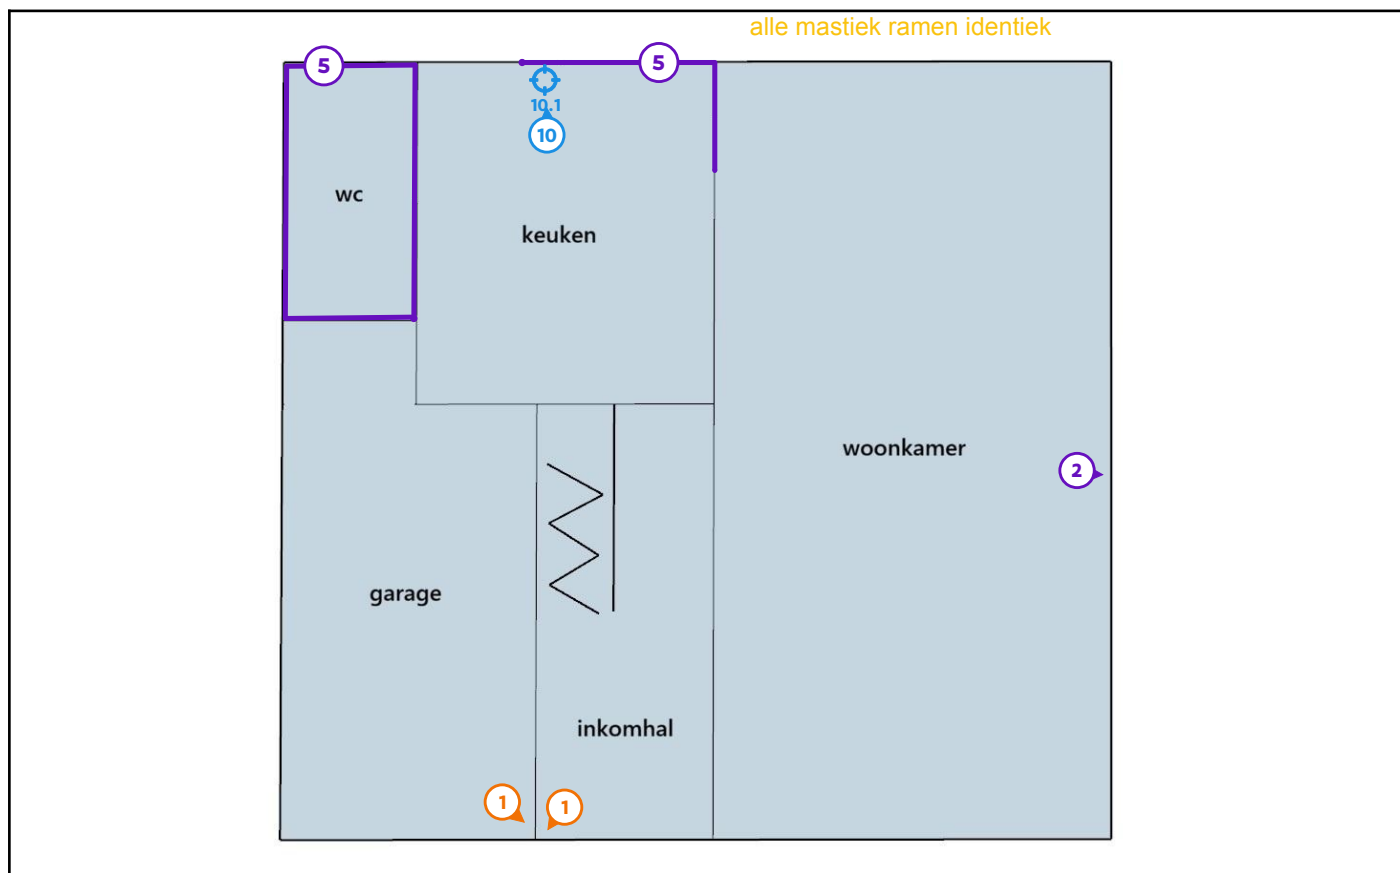 alle mastiek ramen identiek
5
5
10.1
10
wc
keuken
woonkamer
2
garage
inkomhal
1
1